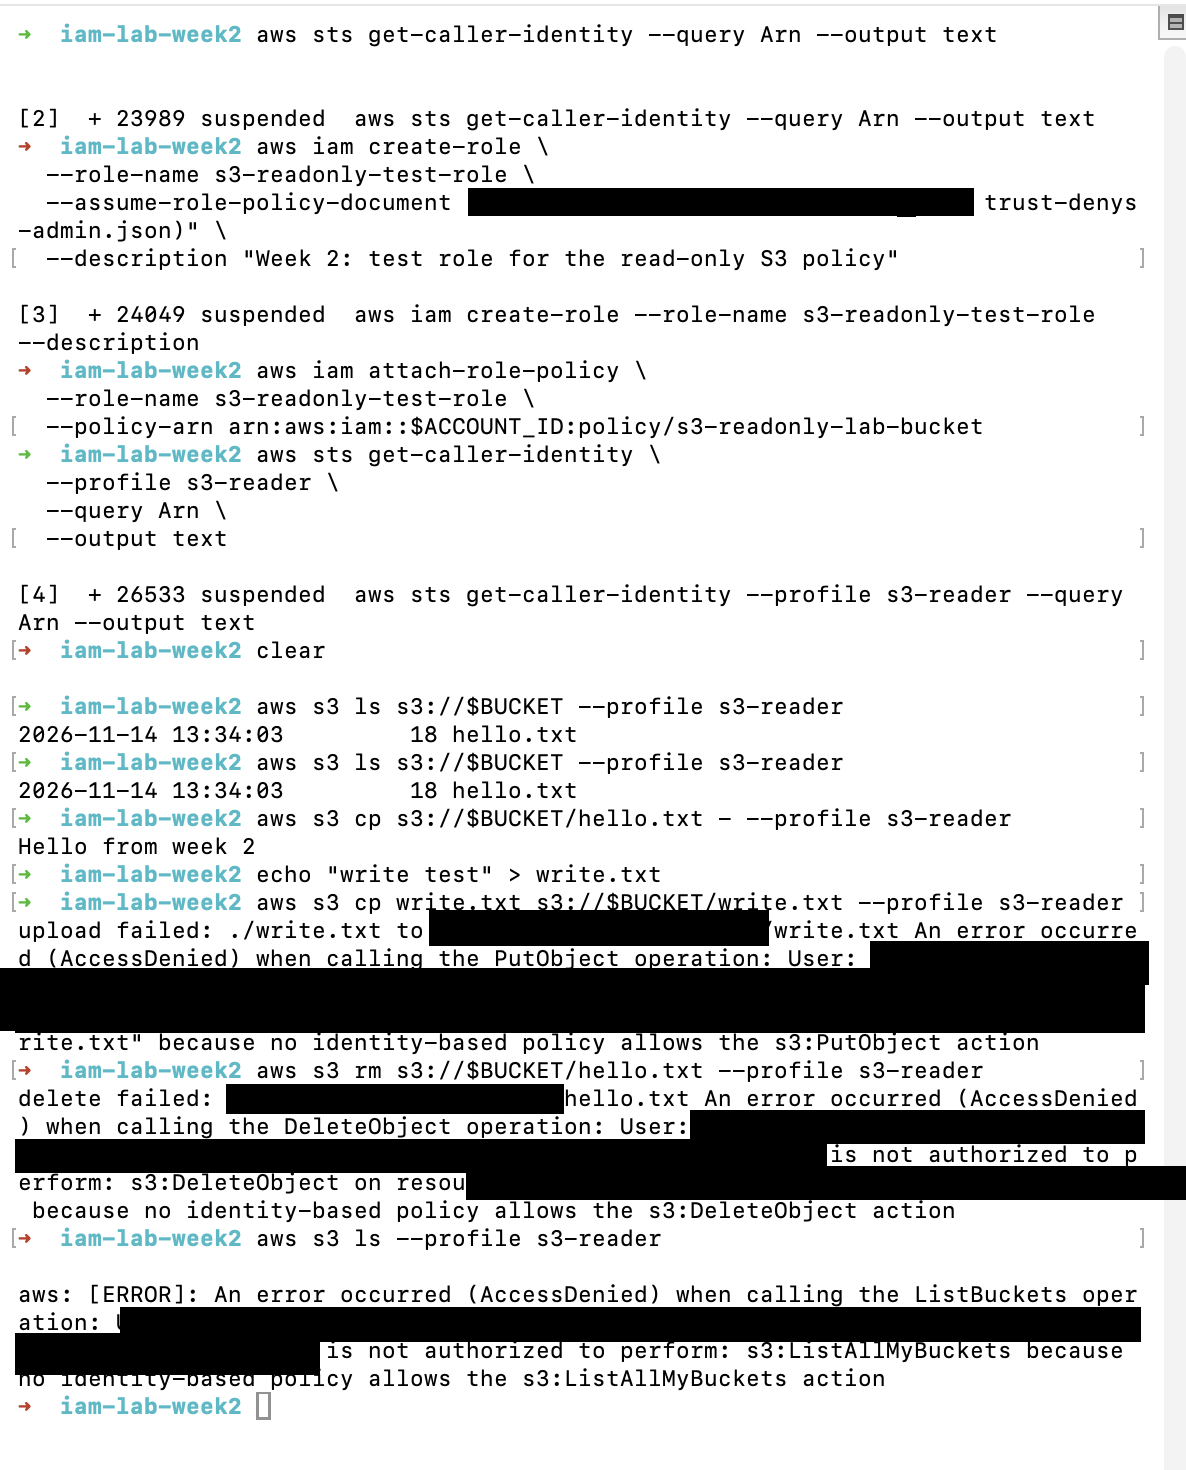 → iam-lab-week2 aws sts get-caller-identity --query Arn --output text
[2]  + 23989 suspended  aws sts get-caller-identity --query Arn --output text
→ iam-lab-week2 aws iam create-role \
--role-name s3-readonly-test-role \
--assume-role-policy-document trust-denys
-admin.json)" \
[ --description "Week 2: test role for the read-only S3 policy" ]
[3]  + 24049 suspended  aws iam create-role --role-name s3-readonly-test-role
--description
→ iam-lab-week2 aws iam attach-role-policy \
--role-name s3-readonly-test-role \
[ --policy-arn arn:aws:iam::$ACCOUNT_ID:policy/s3-readonly-lab-bucket ]
→ iam-lab-week2 aws sts get-caller-identity \
--profile s3-reader \
--query Arn \
[ --output text ]
[4]  + 26533 suspended  aws sts get-caller-identity --profile s3-reader --query
Arn --output text
[→ iam-lab-week2 clear ]
[→ iam-lab-week2 aws s3 ls s3://$BUCKET --profile s3-reader ]
2026-11-14 13:34:03         18 hello.txt
[→ iam-lab-week2 aws s3 ls s3://$BUCKET --profile s3-reader ]
2026-11-14 13:34:03         18 hello.txt
[→ iam-lab-week2 aws s3 cp s3://$BUCKET/hello.txt - --profile s3-reader ]
Hello from week 2
[→ iam-lab-week2 echo "write test" > write.txt ]
[→ iam-lab-week2 aws s3 cp write.txt s3://$BUCKET/write.txt --profile s3-reader ]
upload failed: ./write.txt to /write.txt An error occurre
d (AccessDenied) when calling the PutObject operation: User:
rite.txt" because no identity-based policy allows the s3:PutObject action
[→ iam-lab-week2 aws s3 rm s3://$BUCKET/hello.txt --profile s3-reader ]
delete failed: hello.txt An error occurred (AccessDenied
) when calling the DeleteObject operation: User:
is not authorized to p
erform: s3:DeleteObject on resou
because no identity-based policy allows the s3:DeleteObject action
[→ iam-lab-week2 aws s3 ls --profile s3-reader ]
aws: [ERROR]: An error occurred (AccessDenied) when calling the ListBuckets oper
ation:
is not authorized to perform: s3:ListAllMyBuckets because
no identity-based policy allows the s3:ListAllMyBuckets action
→ iam-lab-week2